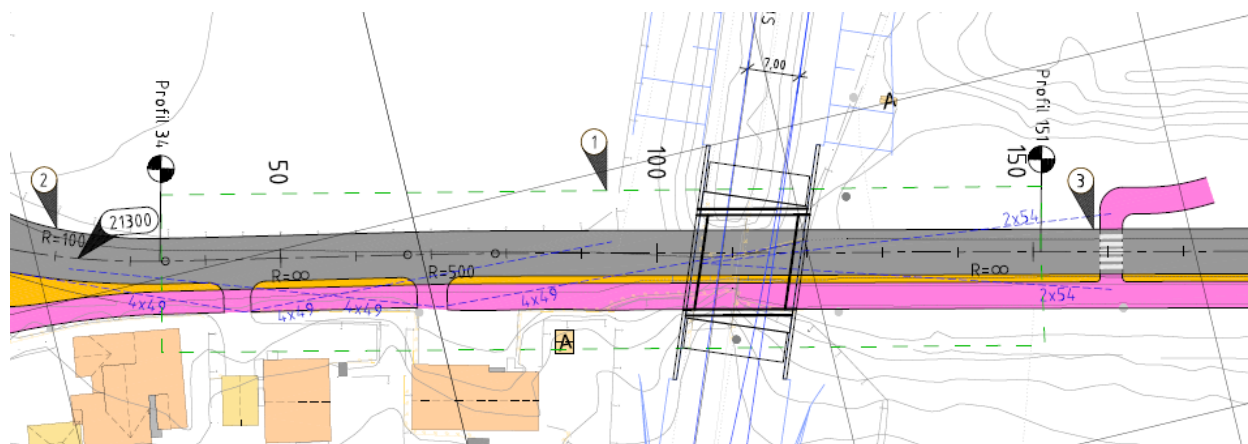 S
7,00
A
Profil 34
50
1
100
Profil 151
150
2
3
21300
2x54
R=100
R=∞
R=500
R=∞
4x49
4x49
4x49
4x49
2x54
A